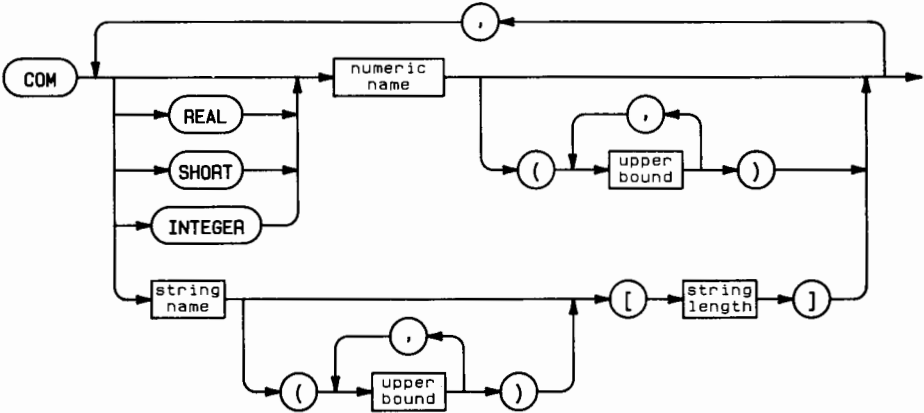 ,
COM
numeric
name
REAL
,
SHORT
(
upper
bound
)
INTEGER
string
name
[
string
length
]
,
(
upper
bound
)